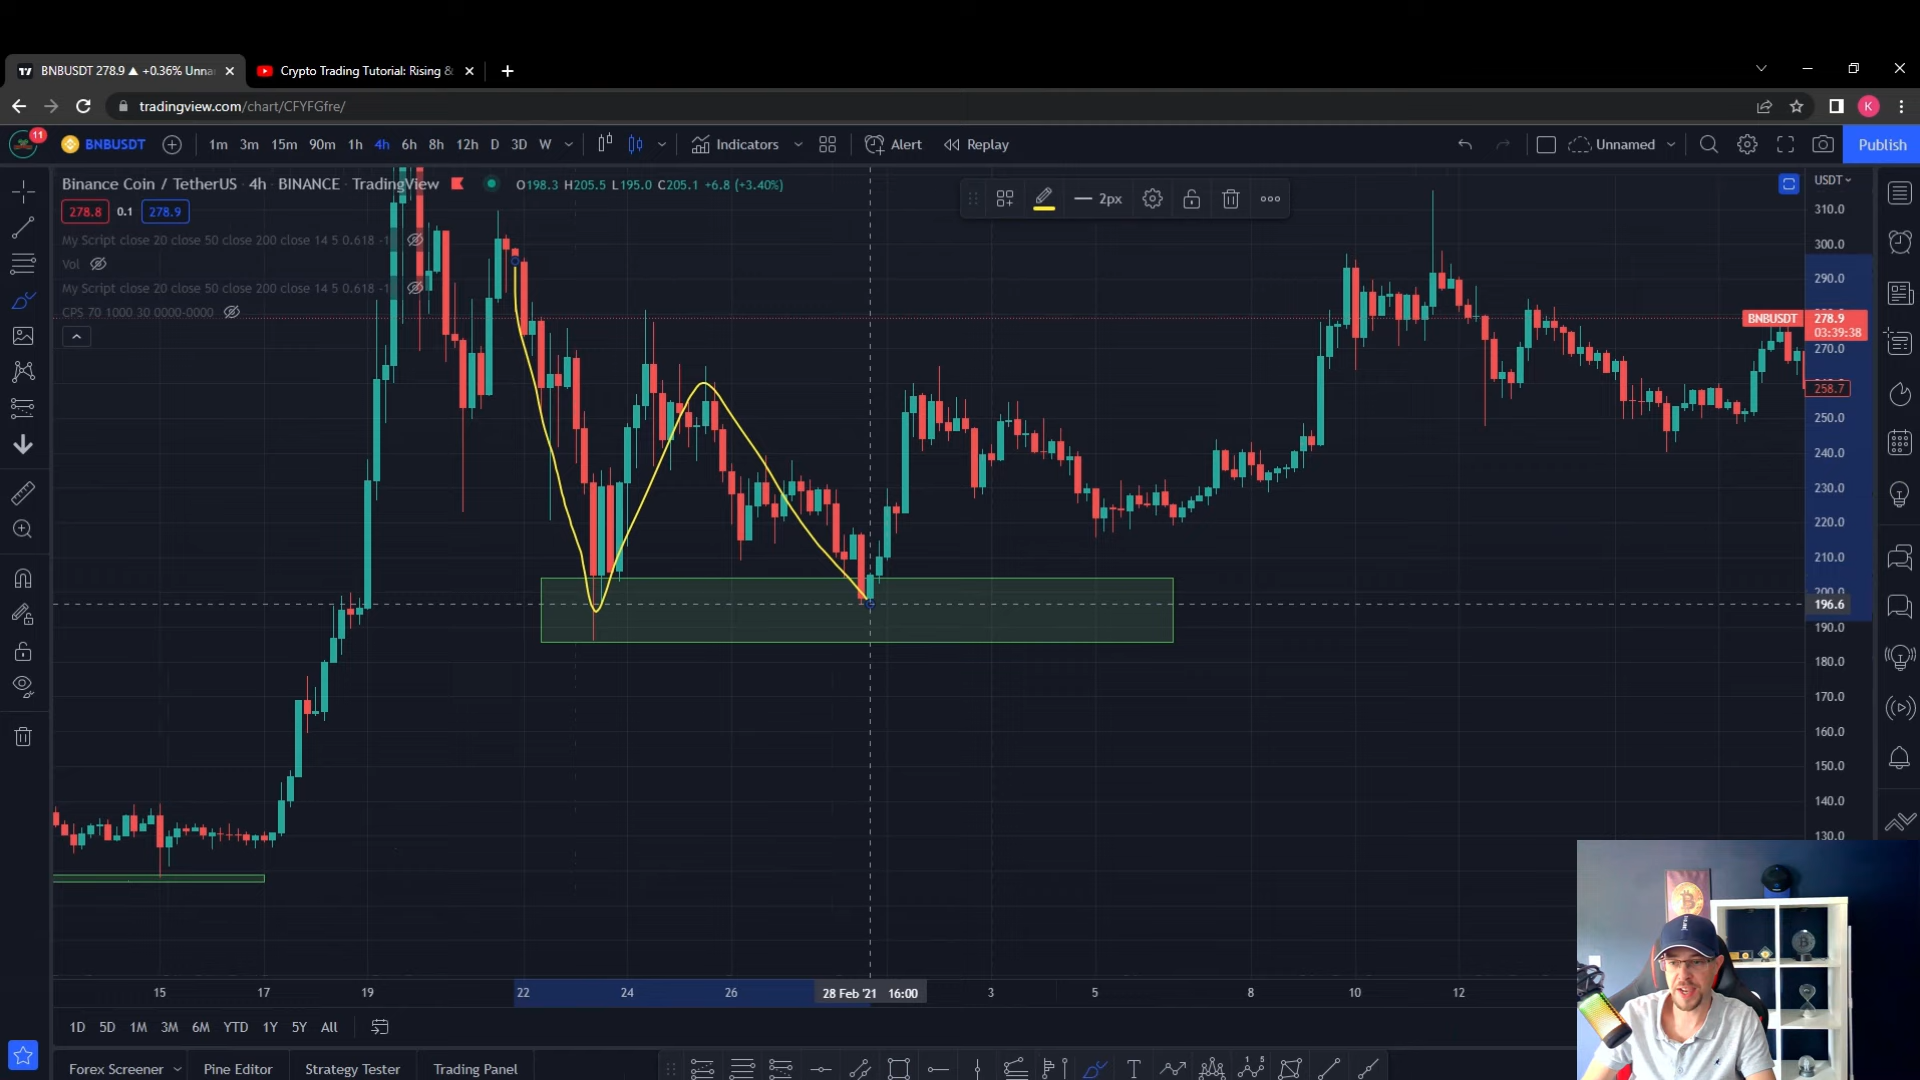 BNBUSDT 278.9 ▲ +0.36% Unna
Crypto Trading Tutorial: Rising &
tradingview.com/chart/CFYFGfre/
K
11
BNBUSDT
1m 3m 15m 90m 1h 4h 6h 8h 12h D 3D W
Indicators
Alert
Replay
Unnamed
Publish
Binance Coin / TetherUS · 4h · BINANCE · TradingView
O198.3 H205.5 L195.0 C205.1 +6.8 (+3.40%)
278.8 0.1 278.9
2px
USDT
My Script close 20 close 50 close 200 close 14 5 0.618 -1
Vol
My Script close 20 close 50 close 200 close 14 5 0.618 -1
CPS 70 1000 30 0000-0000
310.0
300.0
290.0
BNBUSDT 278.9
03:39:38
270.0
258.7
250.0
240.0
230.0
220.0
210.0
200.0
196.6
190.0
180.0
170.0
160.0
150.0
140.0
130.0
15 17 19 22 24 26 28 Feb '21 16:00 3 5 8 10 12
1D 5D 1M 3M 6M YTD 1Y 5Y All
Forex Screener Pine Editor Strategy Tester Trading Panel